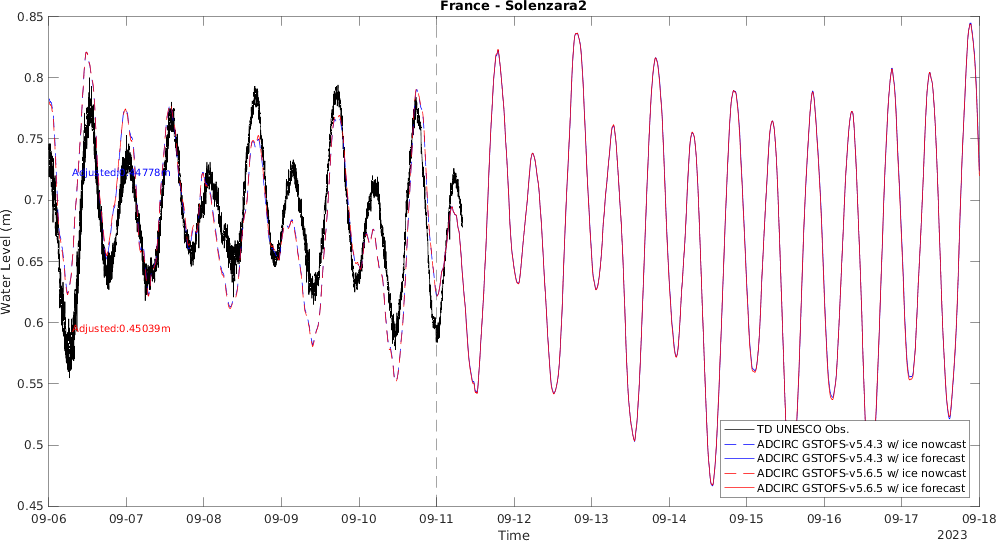 France - Solenzara2
Water Level (m)
0.85
0.8
0.75
0.7
0.65
0.6
0.55
0.5
0.45
Adjusted:0.45039m
TD UNESCO Obs.
ADCIRC GSTOFS-v5.4.3 w/ ice nowcast
ADCIRC GSTOFS-v5.4.3 w/ ice forecast
ADCIRC GSTOFS-v5.6.5 w/ ice nowcast
ADCIRC GSTOFS-v5.6.5 w/ ice forecast
09-06 09-07 09-08 09-09 09-10 09-11 09-12 09-13 09-14 09-15 09-16 09-17 09-18
Time
2023